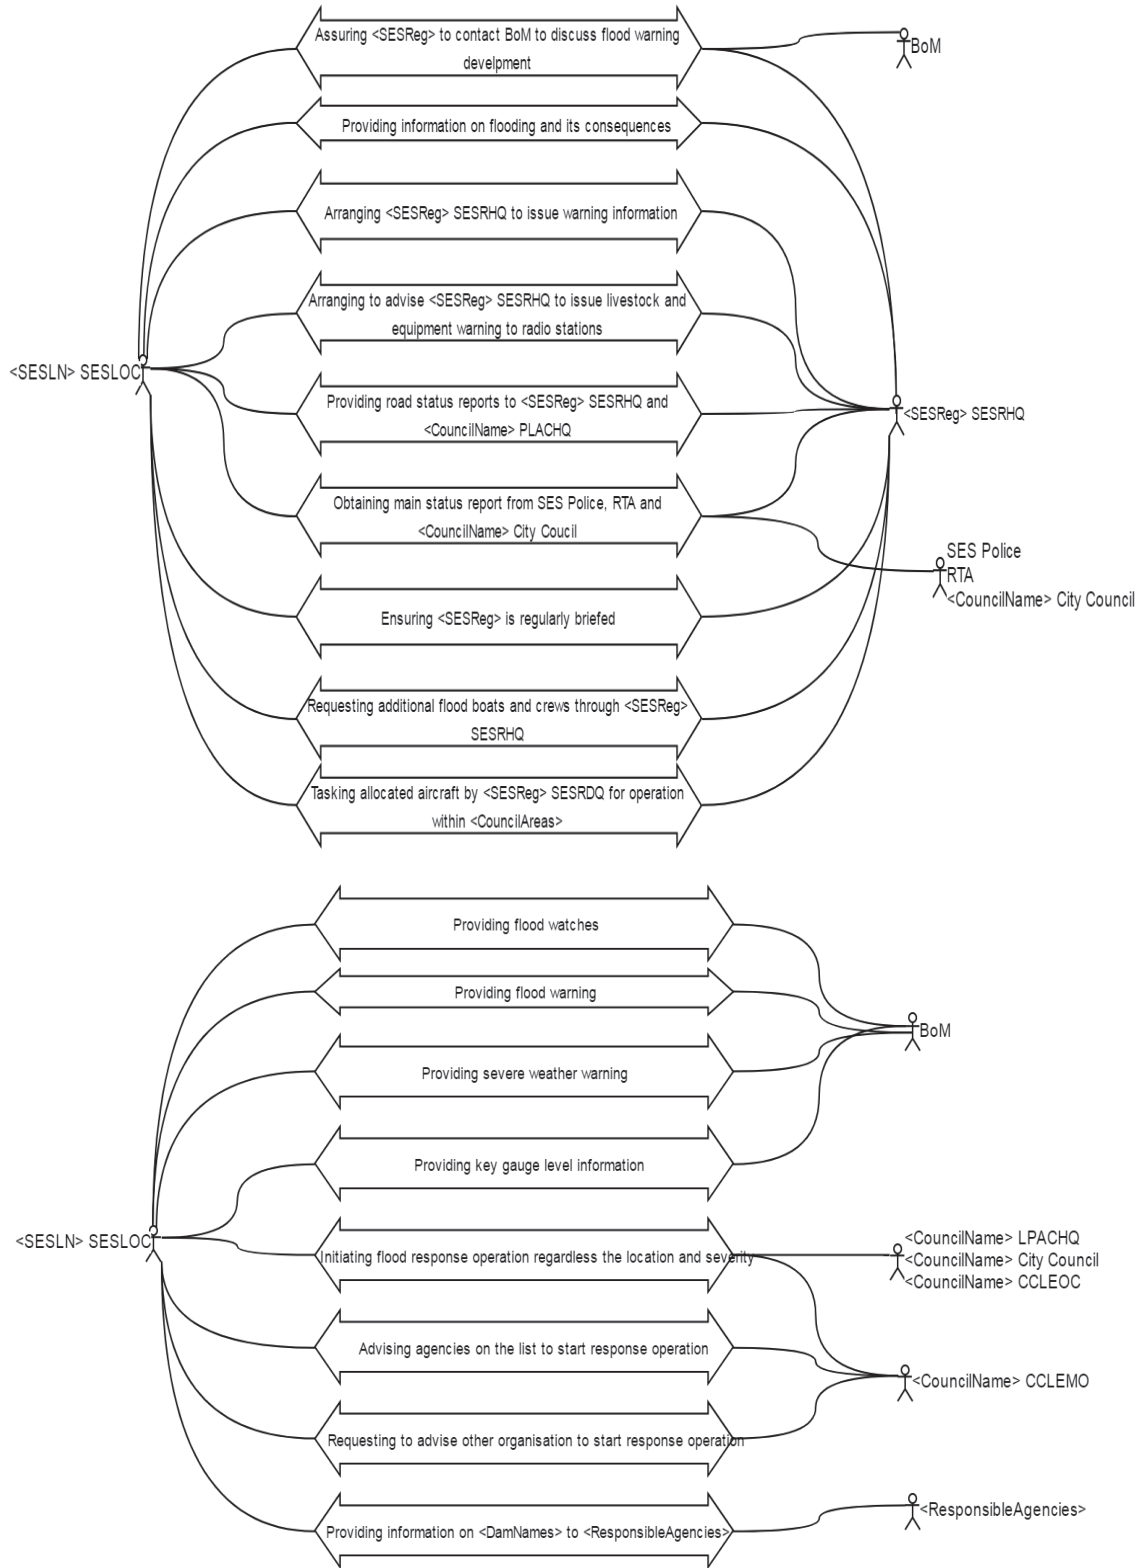 Assuring <SESReg> to contact BoM to discuss flood warning
develpment
BoM
Providing information on flooding and its consequences
Arranging <SESReg> SESRHQ to issue warning information
Arranging to advise <SESReg> SESRHQ to issue livestock and
equipment warning to radio stations
<SESLN> SESLOC
Providing road status reports to <SESReg> SESRHQ and
<CouncilName> PLACHQ
<SESReg> SESRHQ
Obtaining main status report from SES Police, RTA and
<CouncilName> City Coucil
SES Police
RTA
<CouncilName> City Council
Ensuring <SESReg> is regularly briefed
Requesting additional flood boats and crews through <SESReg>
SESRHQ
Tasking allocated aircraft by <SESReg> SESRDQ for operation
within <CouncilAreas>
Providing flood watches
Providing flood warning
BoM
Providing severe weather warning
Providing key gauge level information
<SESLN> SESLOC
Initiating flood response operation regardless the location and severity
<CouncilName> LPACHQ
<CouncilName> City Council
<CouncilName> CCLEOC
Advising agencies on the list to start response operation
<CouncilName> CCLEMO
Requesting to advise other organisation to start response operation
Providing information on <DamNames> to <ResponsibleAgencies>
<ResponsibleAgencies>